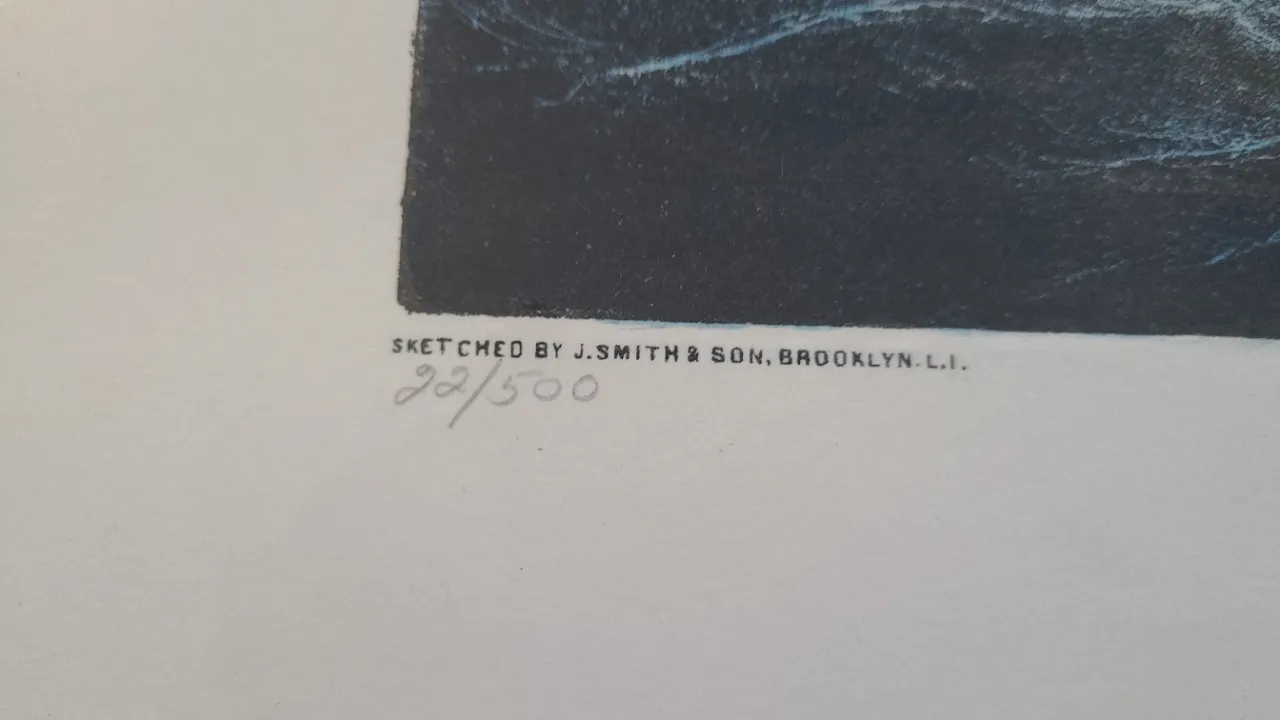 SKETCHED BY J. SMITH & SON, BROOKLYN. L.I.
22/500